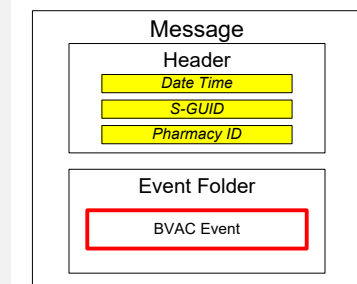 Message
Header
Date Time
S-GUID
Pharmacy ID
Event Folder
BVAC Event